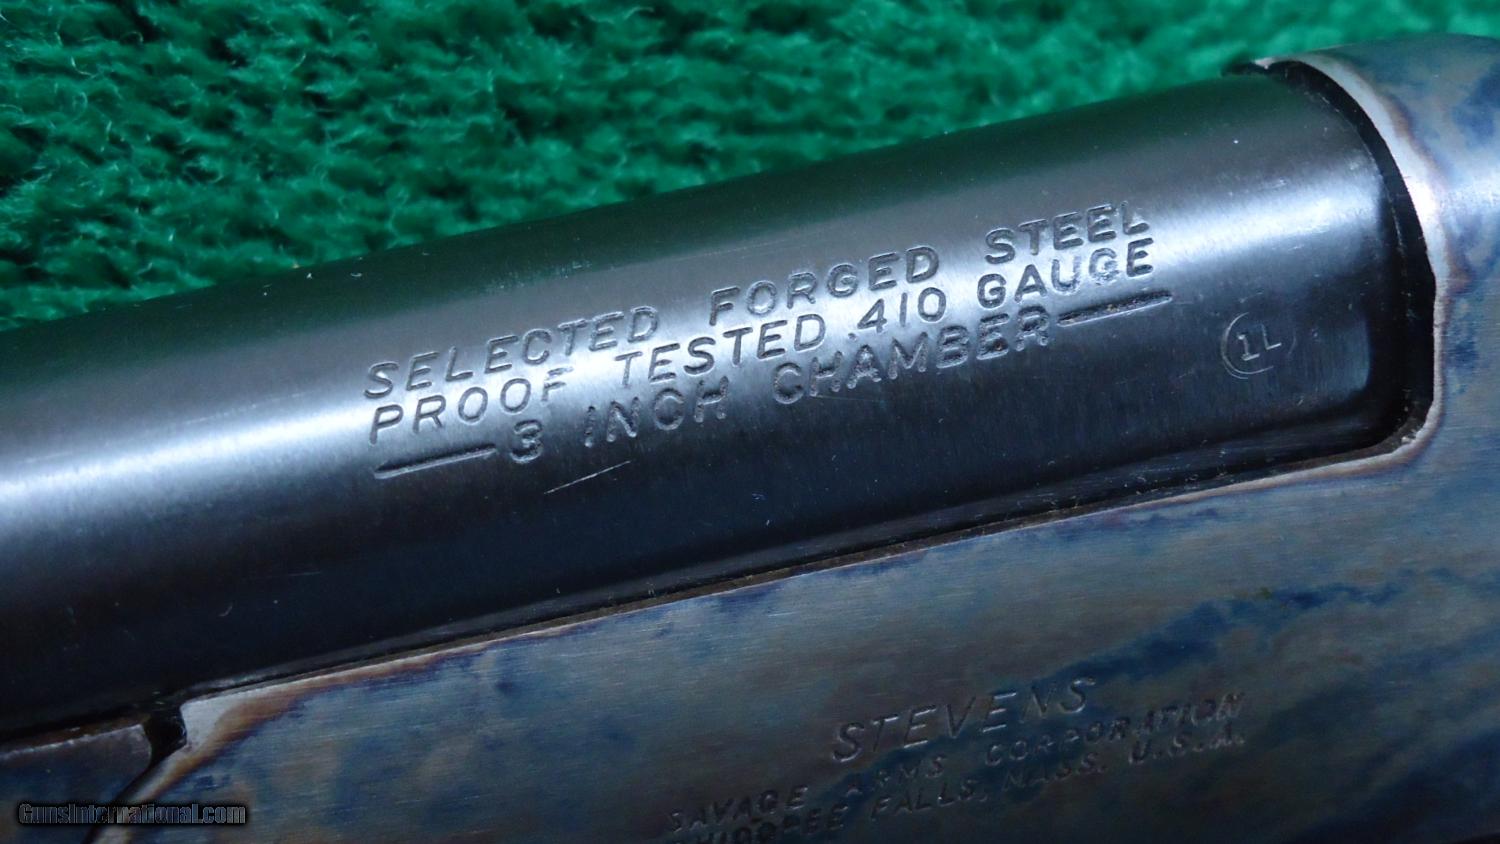 SELECTED FORGED STEEL
PROOF TESTED .410 GAUGE
—3 INCH CHAMBER—
1L
STEVENS
SAVAGE ARMS CORPORATION
CHICOPEE FALLS, MASS. U.S.A.
GunsInternational.com